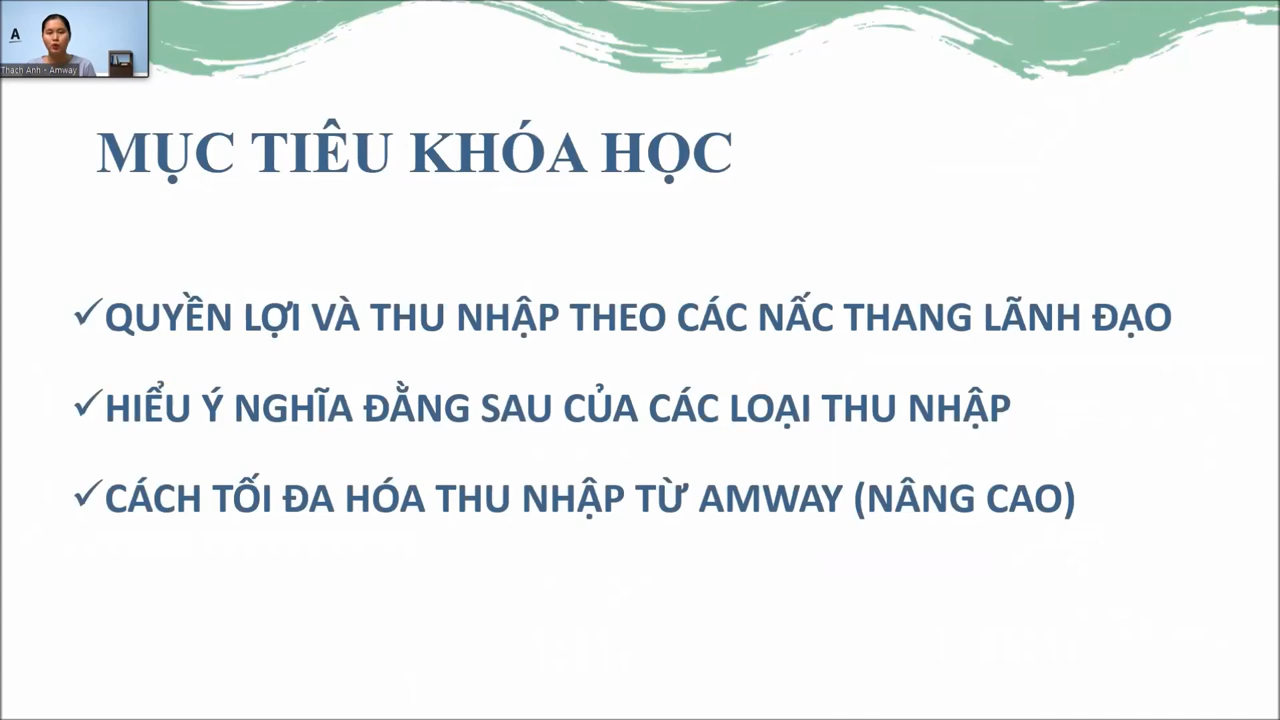 A
Thạch Anh - Amway
MỤC TIÊU KHÓA HỌC
✓QUYỀN LỢI VÀ THU NHẬP THEO CÁC NẤC THANG LÃNH ĐẠO
✓HIỂU Ý NGHĨA ĐẰNG SAU CỦA CÁC LOẠI THU NHẬP
✓CÁCH TỐI ĐA HÓA THU NHẬP TỪ AMWAY (NÂNG CAO)